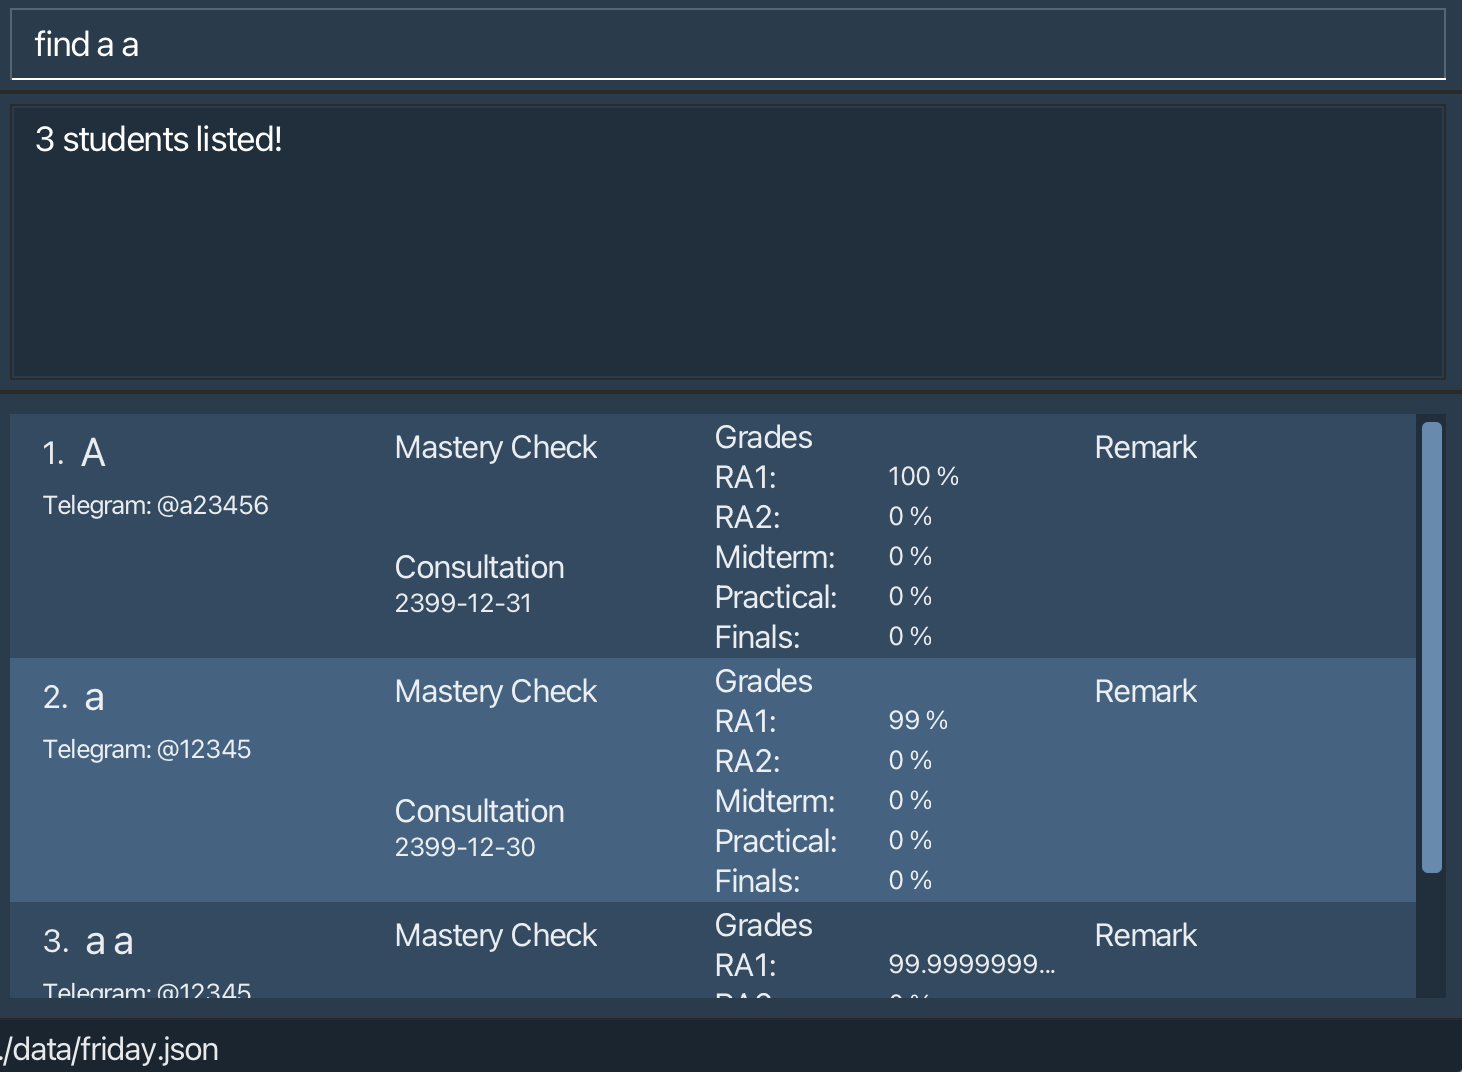 find a a
3 students listed!
1. A
Telegram: @a23456
Mastery Check
Consultation
2399-12-31
Grades
RA1: 100 %
RA2: 0 %
Midterm: 0 %
Practical: 0 %
Finals: 0 %
Remark
2. a
Telegram: @12345
Mastery Check
Consultation
2399-12-30
Grades
RA1: 99 %
RA2: 0 %
Midterm: 0 %
Practical: 0 %
Finals: 0 %
Remark
3. a a
Telegram: @12345
Mastery Check
Grades
RA1: 99.9999999...
RA2: 0 %
Remark
./data/friday.json